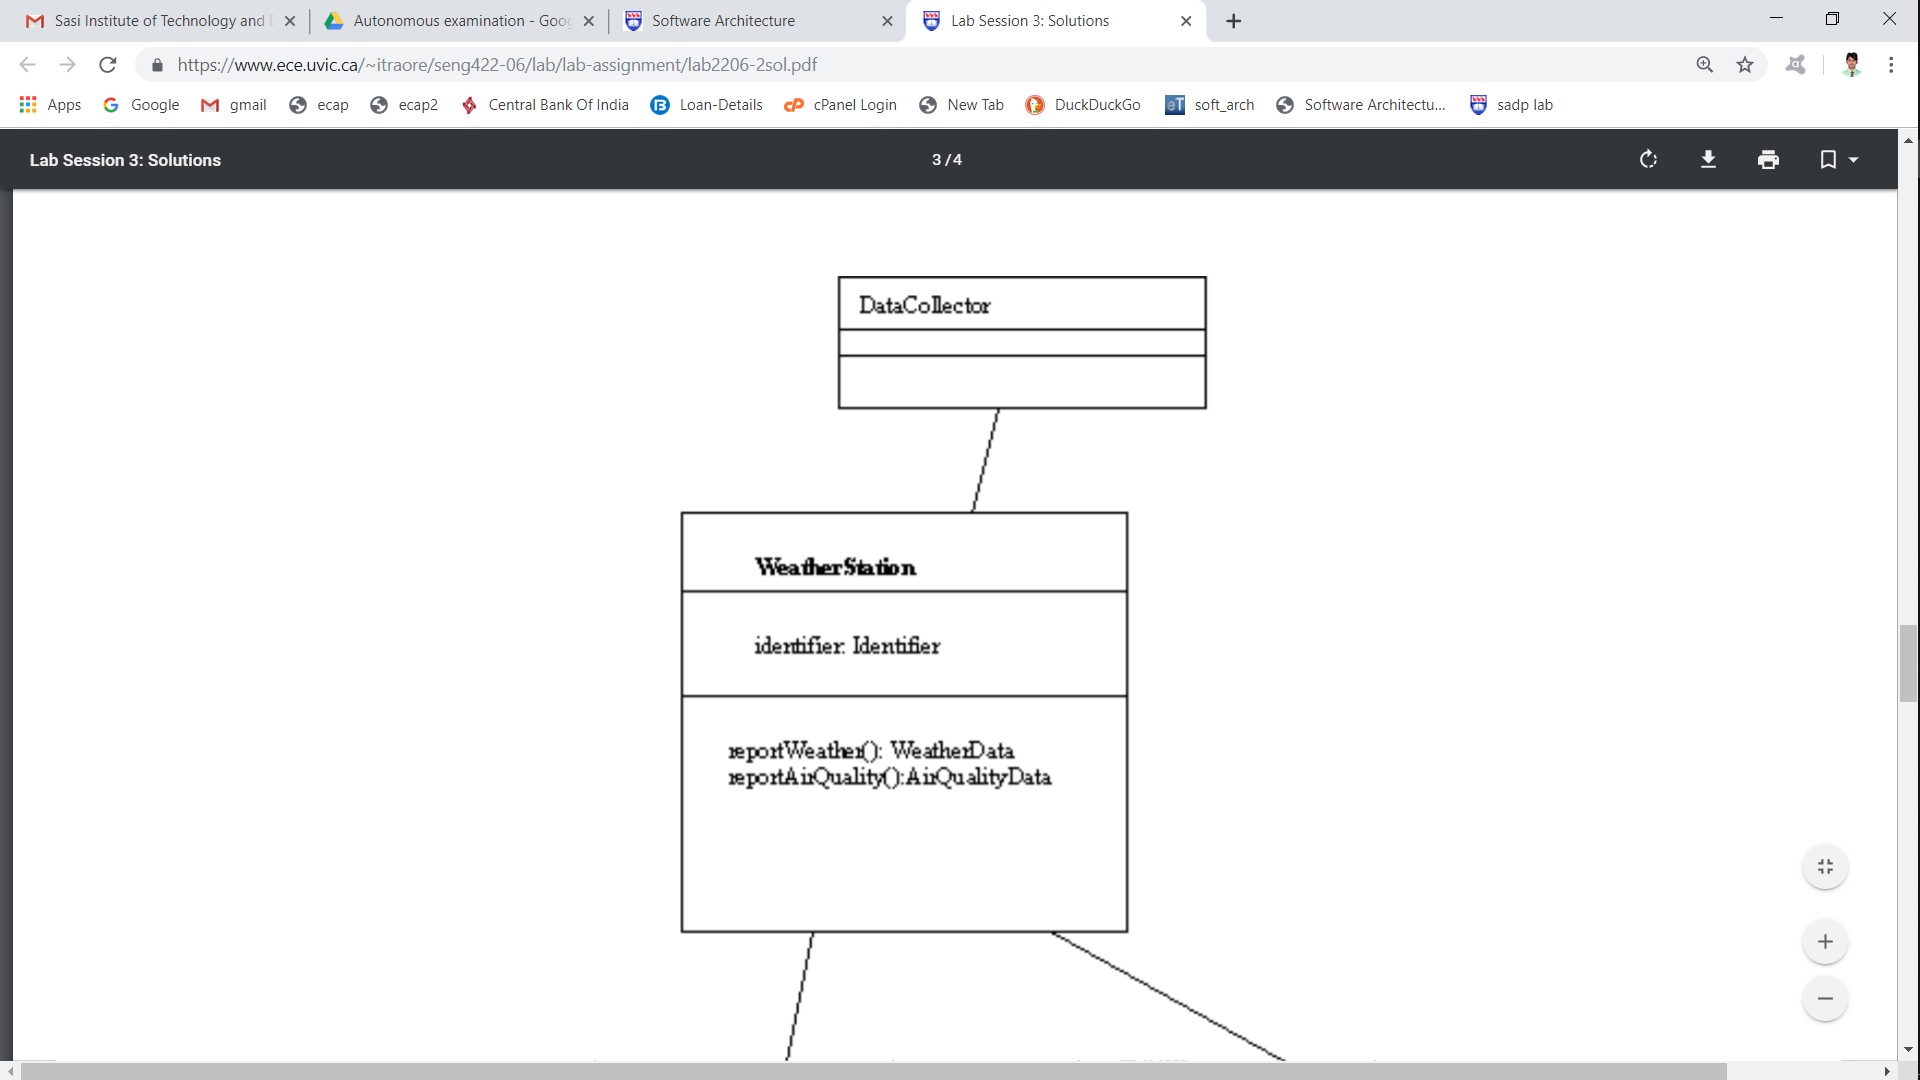 Sasi Institute of Technology and
Autonomous examination - Goo
Software Architecture
Lab Session 3: Solutions
https://www.ece.uvic.ca/~itraore/seng422-06/lab/lab-assignment/lab2206-2sol.pdf
Apps Google gmail ecap ecap2 Central Bank Of India Loan-Details cPanel Login New Tab DuckDuckGo soft_arch Software Architectu... sadp lab
Lab Session 3: Solutions
3 / 4
DataCollector
WeatherStation
identifier: Identifier
reportWeather(): WeatherData
reportAirQuality():AirQualityData